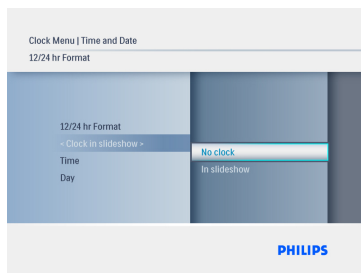 Clock Menu | Time and Date
12/24 hr Format
12/24 hr Format
« Clock in slideshow »
Time
Day
No clock
In slideshow
PHILIPS